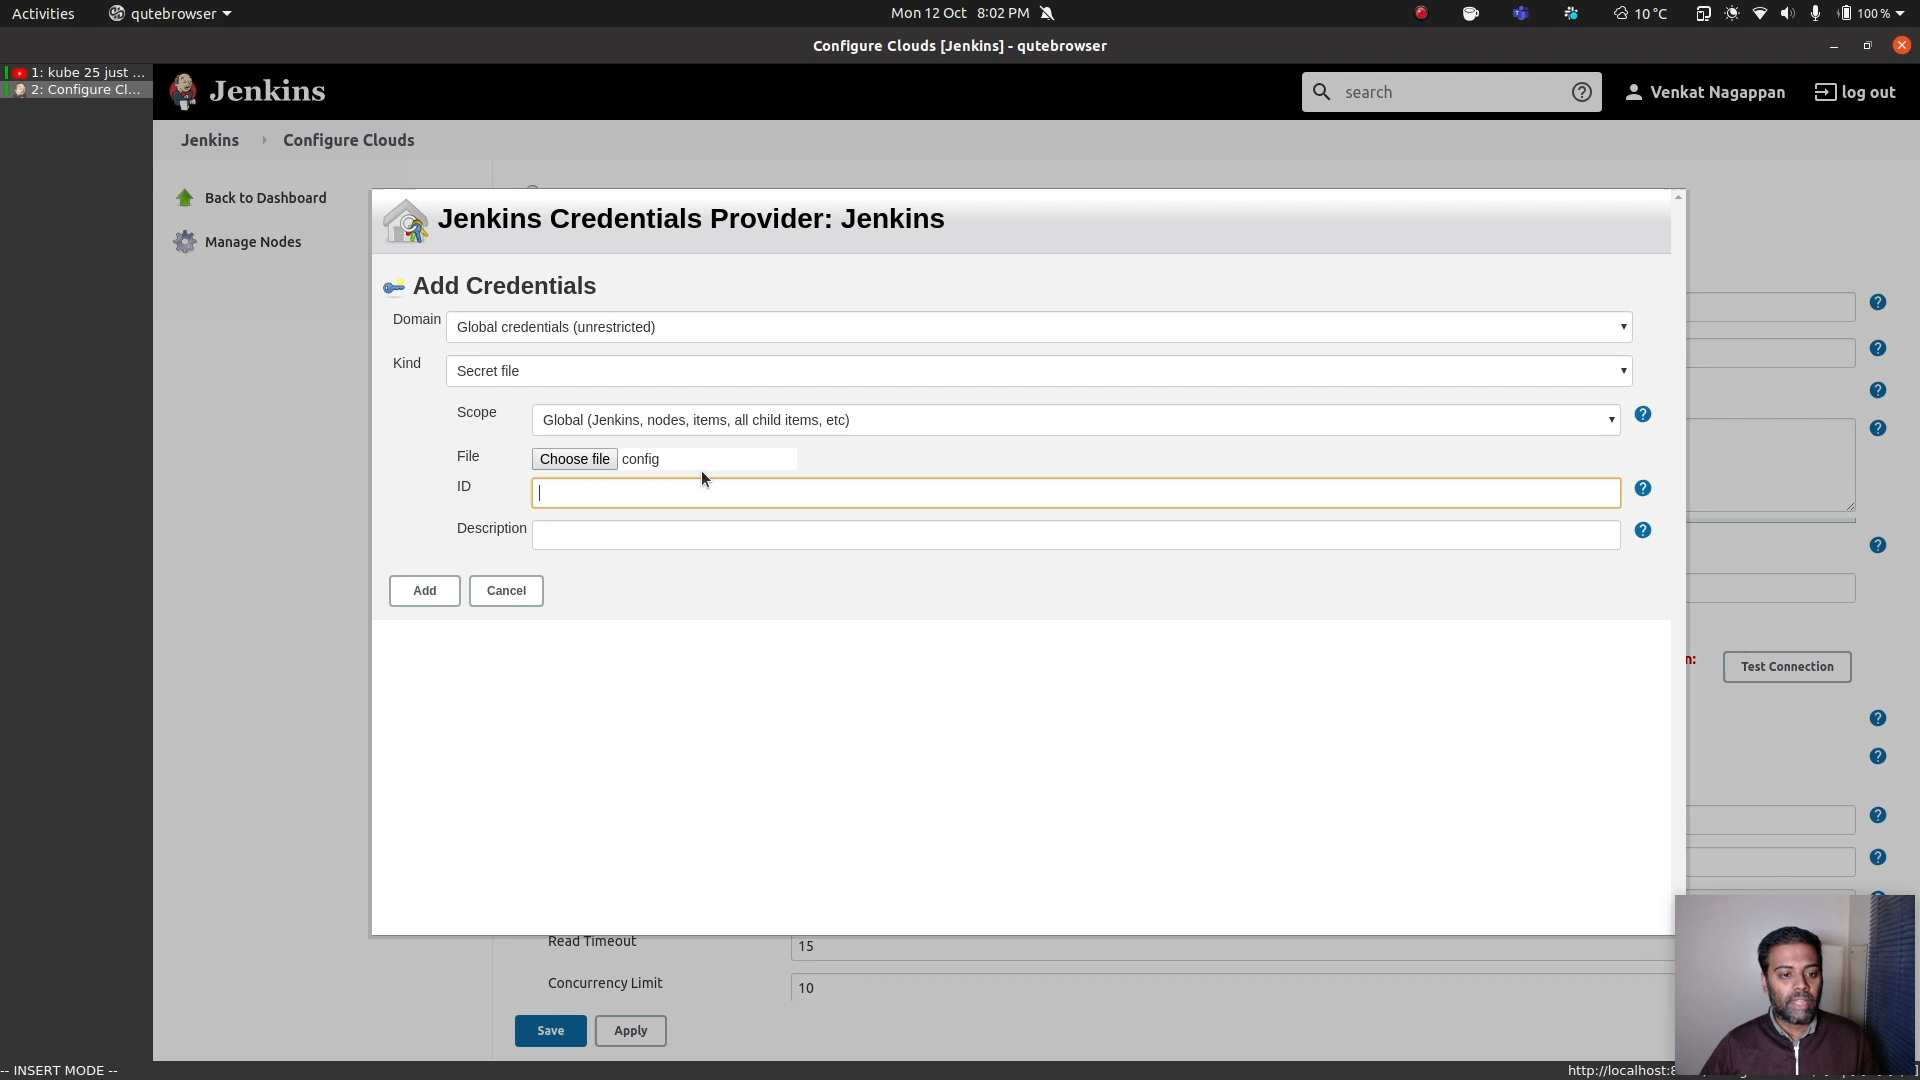 Activities
qutebrowser
Mon 12 Oct 8:02 PM
10 °C
100 %
Configure Clouds [Jenkins] - qutebrowser
1: kube 25 just ...
2: Configure Cl...
Jenkins
search
Venkat Nagappan
log out
Jenkins
Configure Clouds
Back to Dashboard
Manage Nodes
Jenkins Credentials Provider: Jenkins
Add Credentials
Domain
Global credentials (unrestricted)
Kind
Secret file
Scope
Global (Jenkins, nodes, items, all child items, etc)
File
Choose file config
ID
Description
Add
Cancel
n:
Test Connection
Read Timeout
15
Concurrency Limit
10
Save
Apply
-- INSERT MODE --
http://localhost:8